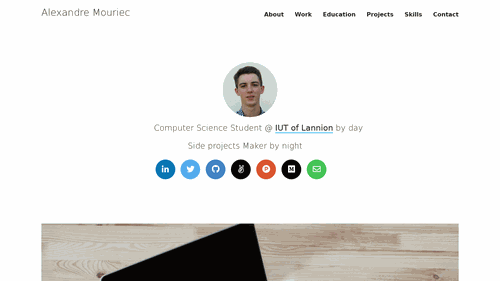 Alexandre Mouriec
About Work Education Projects Skills Contact
Computer Science Student @ IUT of Lannion by day
Side projects Maker by night